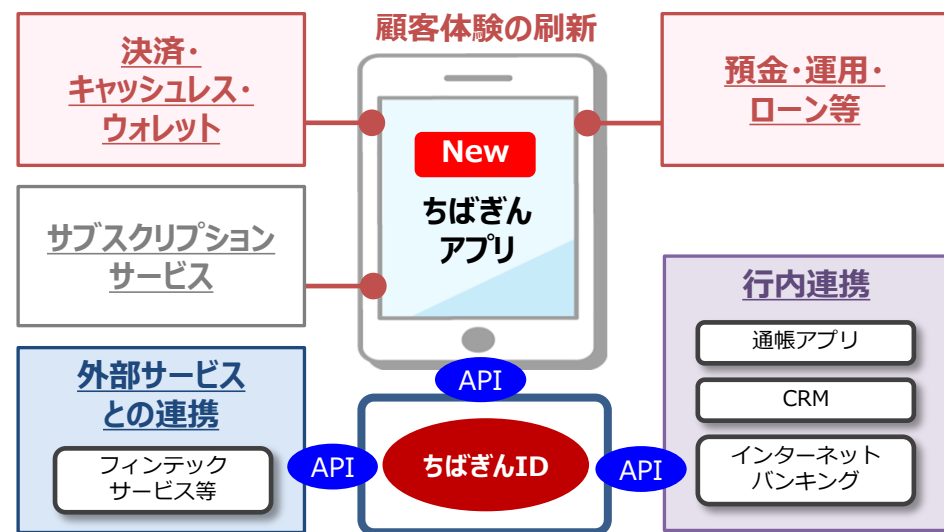 顧客体験の刷新
決済・
キャッシュレス・
ウォレット
預金・運用・
ローン等
New
ちばぎん
アプリ
サブスクリプション
サービス
行内連携
通帳アプリ
CRM
インターネット
バンキング
外部サービス
との連携
フィンテック
サービス等
API
API
ちばぎんID
API